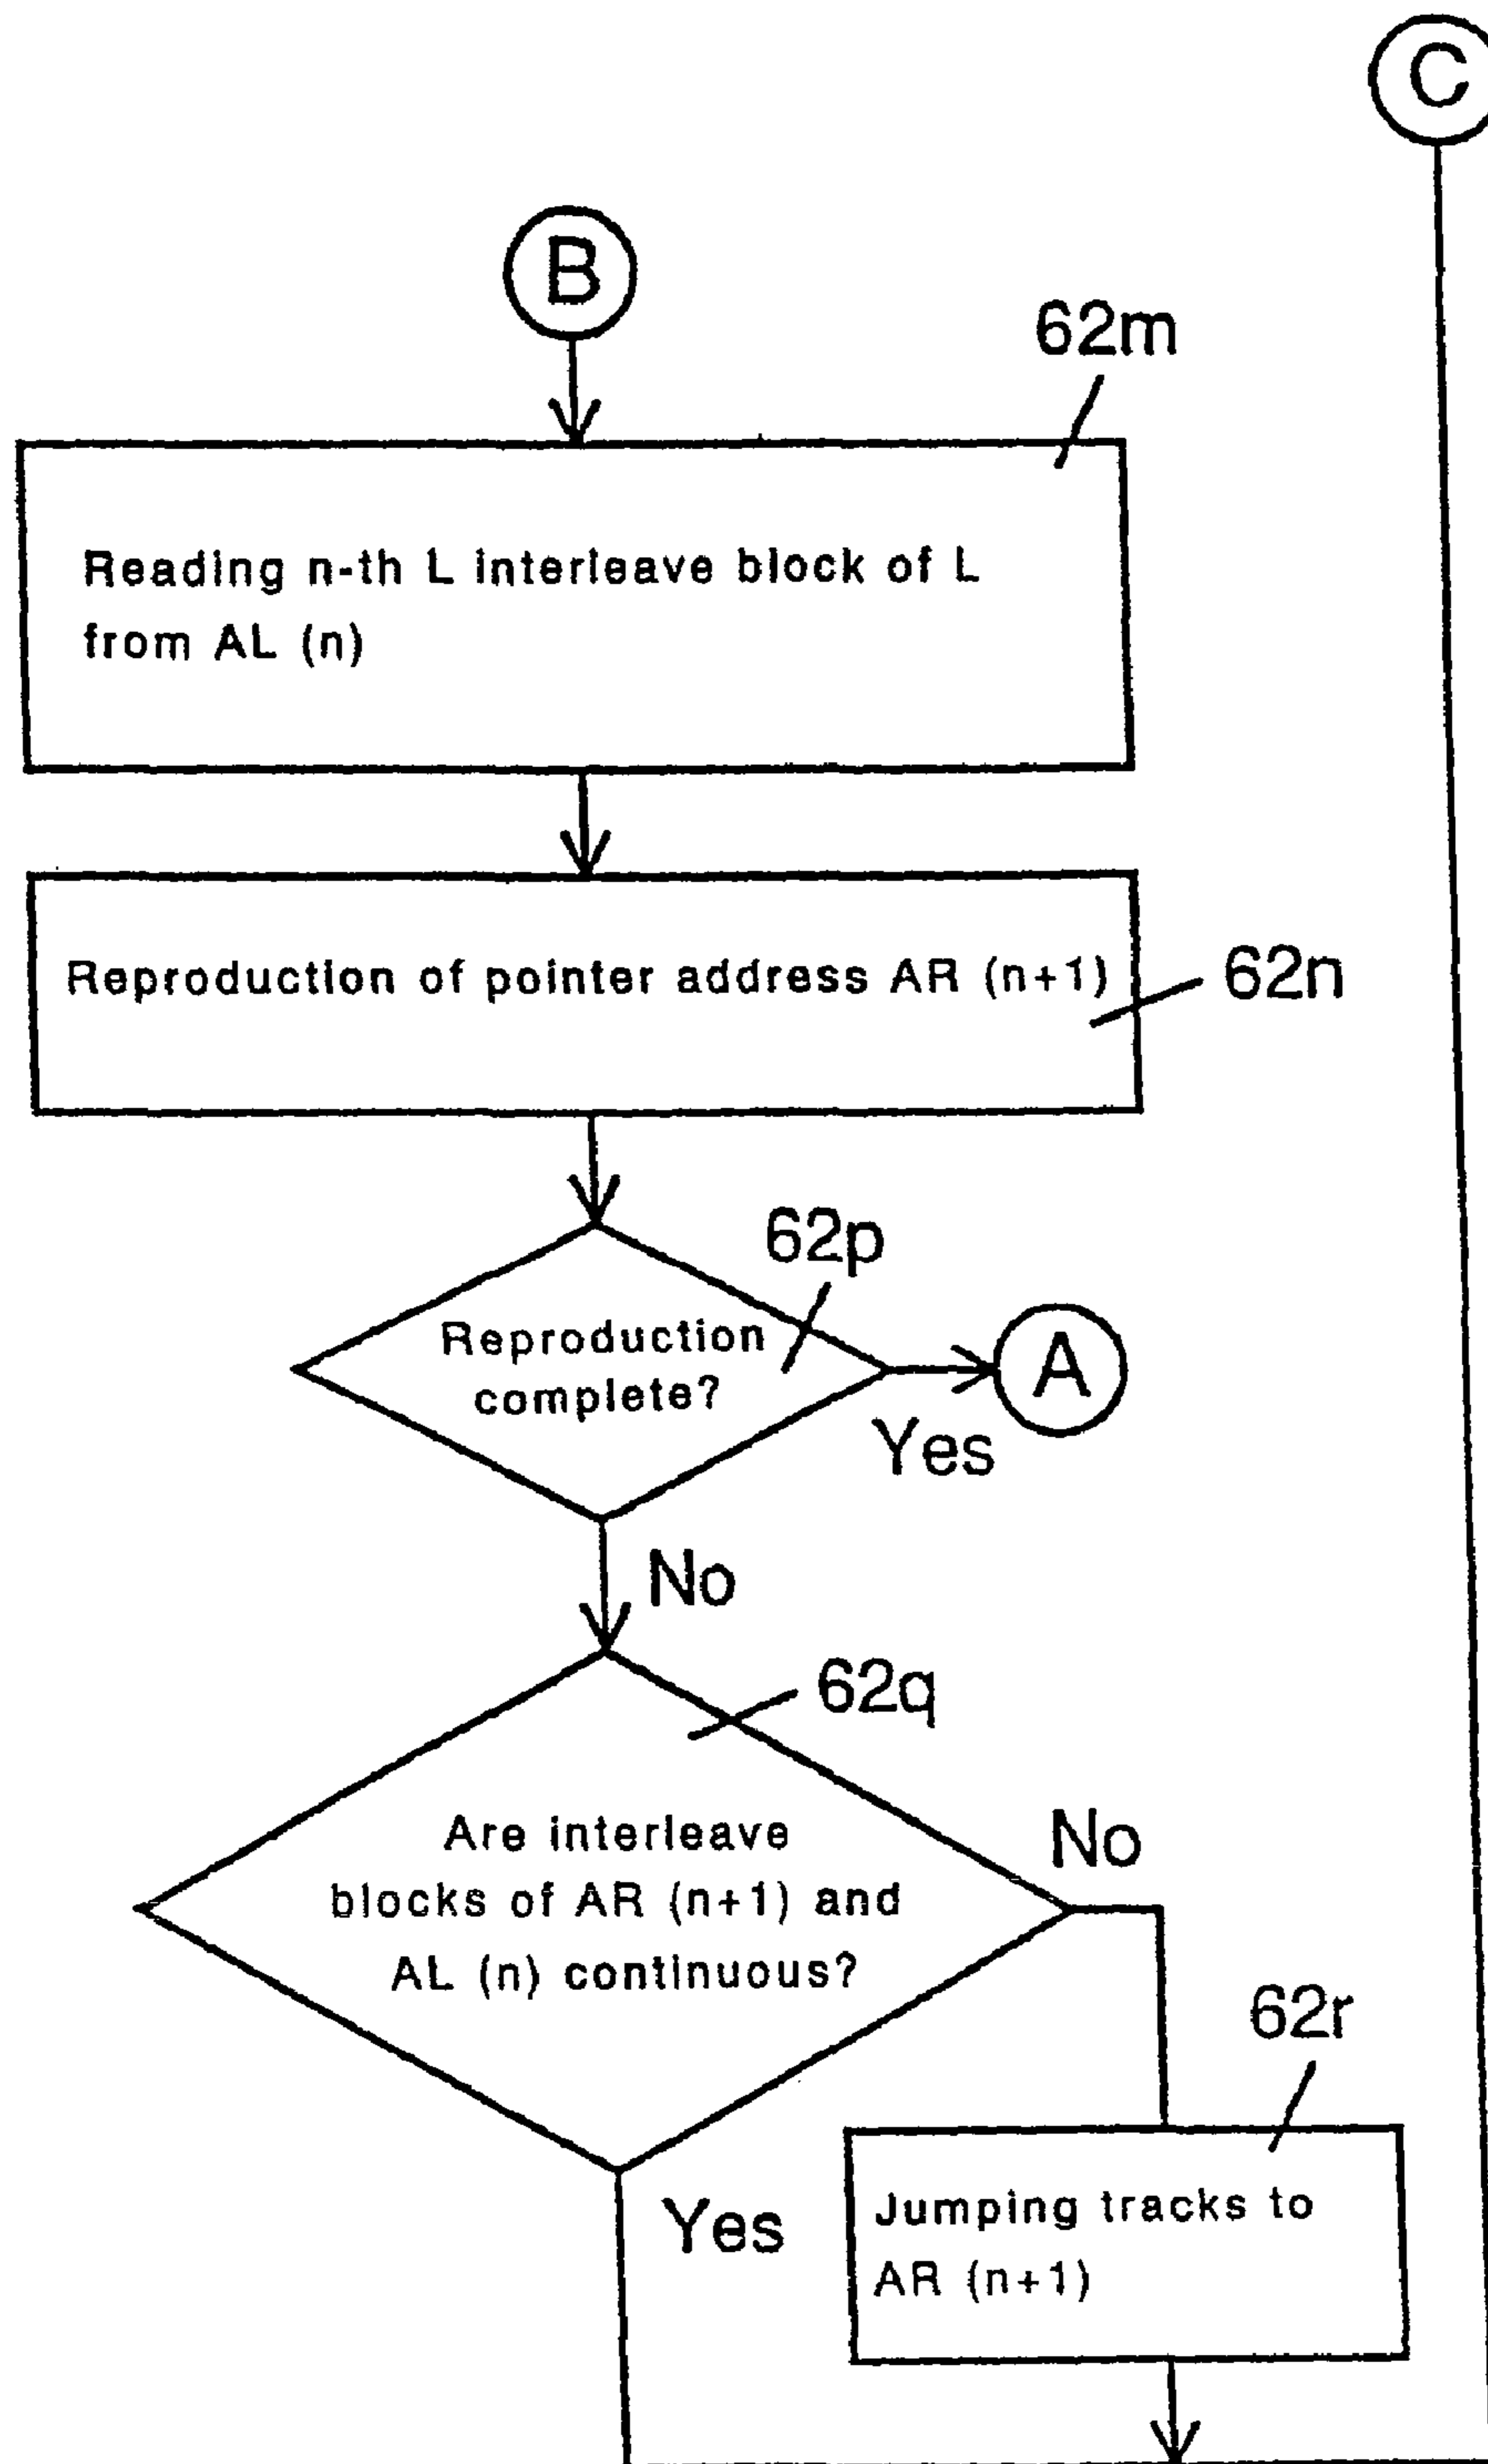 C
B
62m
Reading n-th L interleave block of L
from AL (n)
Reproduction of pointer address AR (n+1)
62n
62p
Reproduction
complete?
A
Yes
No
62q
Are interleave
blocks of AR (n+1) and
AL (n) continuous?
No
62r
Yes
Jumping tracks to
AR (n+1)